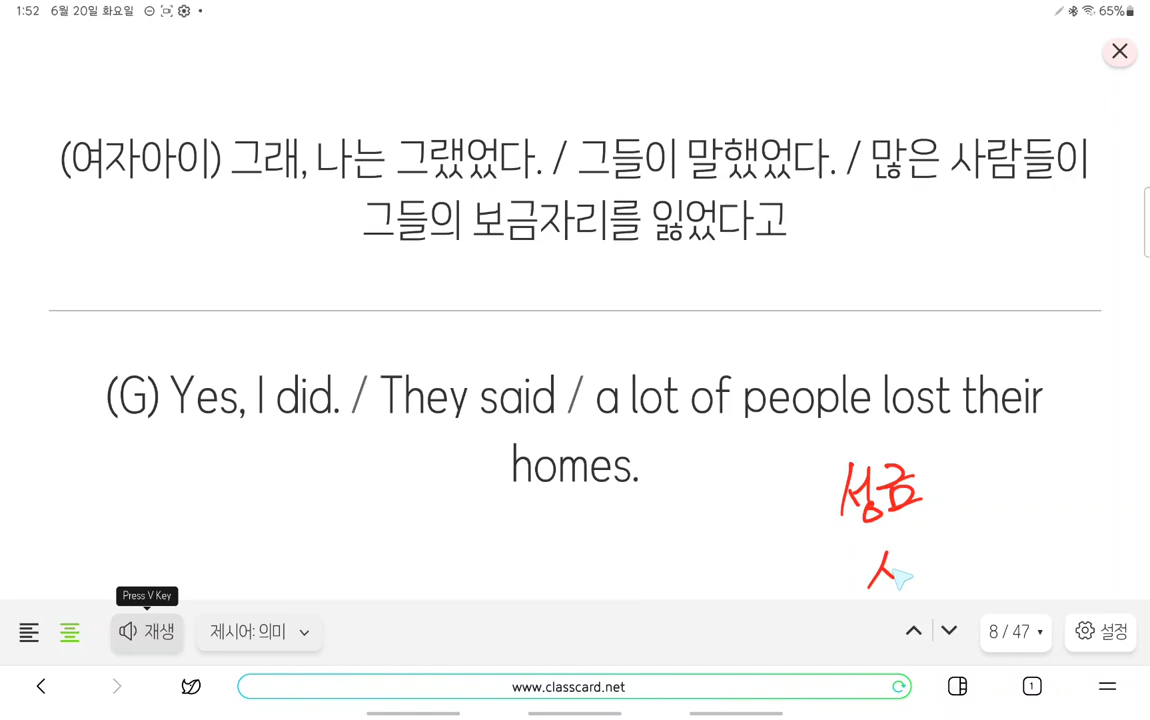 1:52 6월 20일 화요일
65%
(여자아이) 그래, 나는 그랬었다. / 그들이 말했었다. / 많은 사람들이
그들의 보금자리를 잃었다고
(G) Yes, I did. / They said / a lot of people lost their
homes.
성금
Press V Key
재생
제시어: 의미
8 / 47
설정
www.classcard.net
1